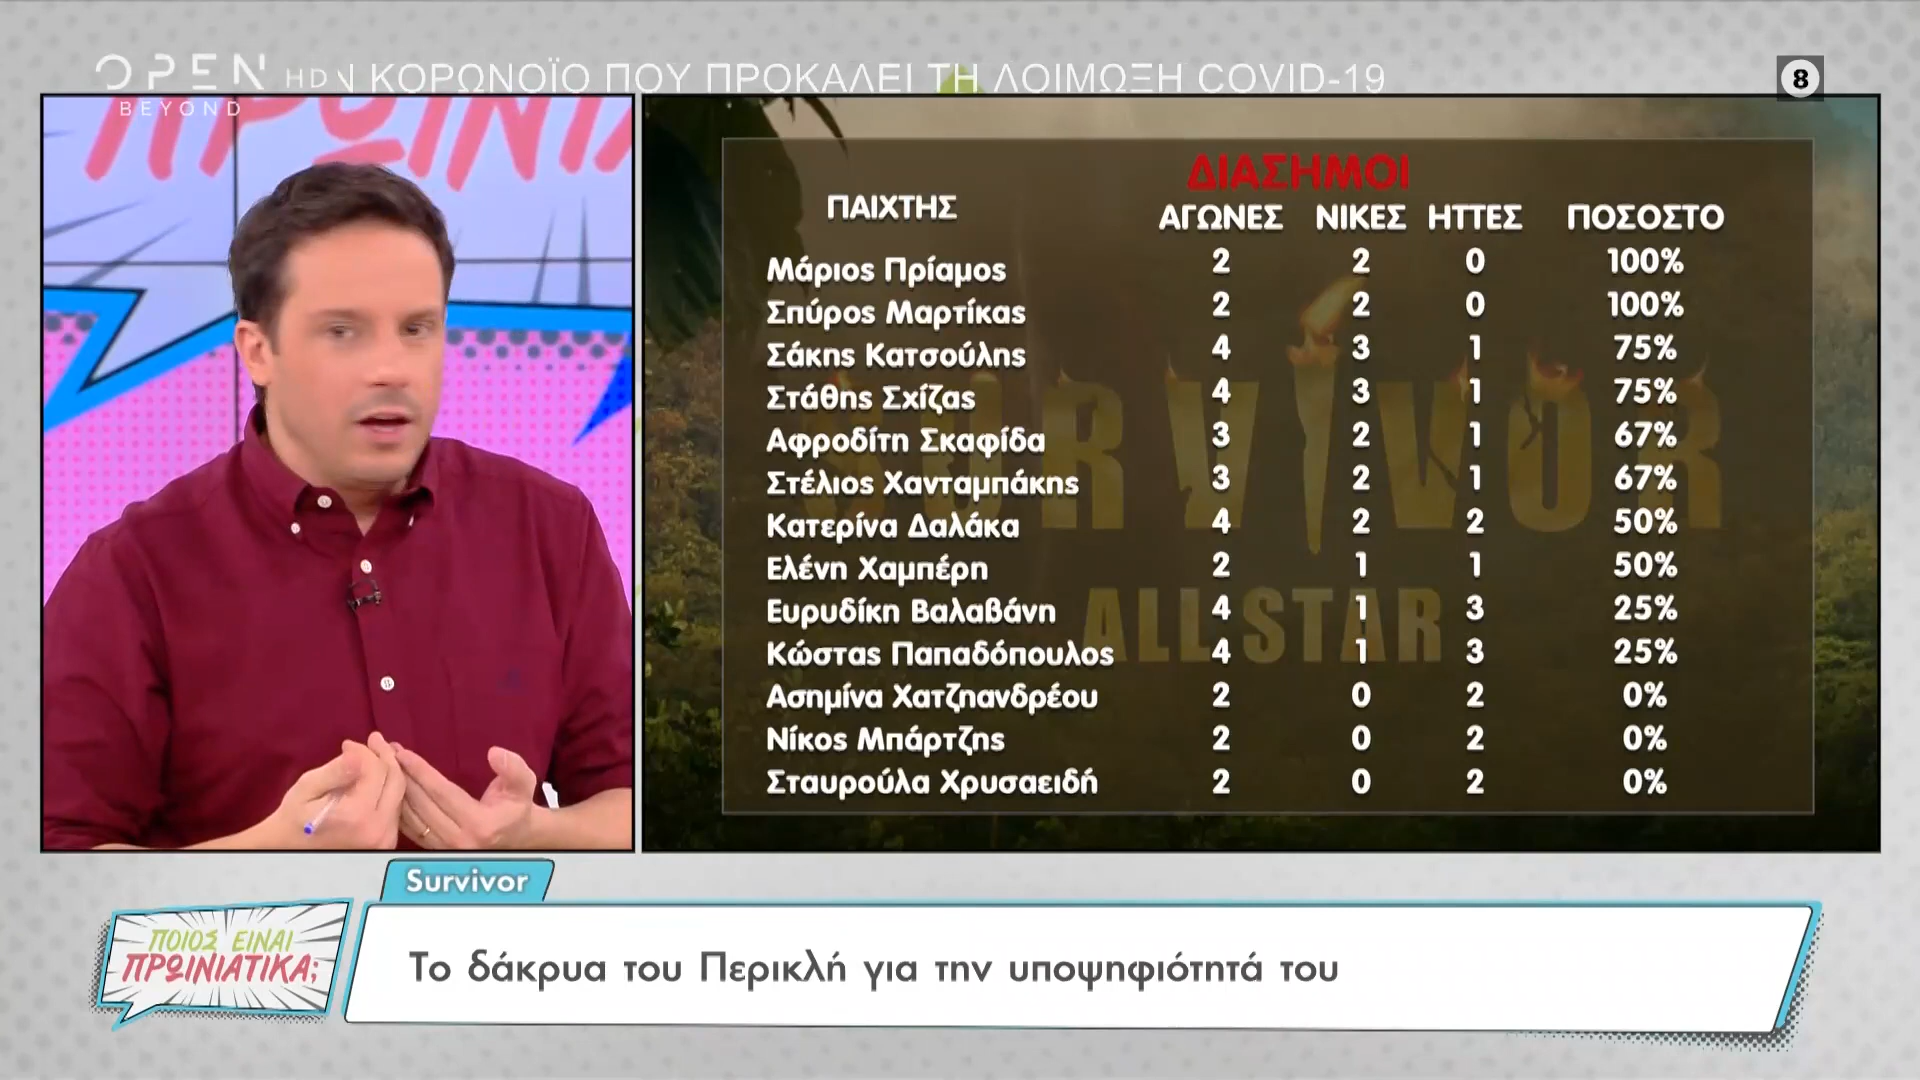 OPEN HD
BEYOND
Ν ΚΟΡΩΝΟΪΟ ΠΟΥ ΠΡΟΚΑΛΕΙ ΤΗ ΛΟΙΜΩΞΗ COVID-19
8
ΠΡΩΙΝΙΑ
ΔΙΑΣΗΜΟΙ
ΠΑΙΧΤΗΣ ΑΓΩΝΕΣ ΝΙΚΕΣ ΗΤΤΕΣ ΠΟΣΟΣΤΟ
Μάριος Πρίαμος 2 2 0 100%
Σπύρος Μαρτίκας 2 2 0 100%
Σάκης Κατσούλης 4 3 1 75%
Στάθης Σχίζας 4 3 1 75%
Αφροδίτη Σκαφίδα 3 2 1 67%
Στέλιος Χανταμπάκης 3 2 1 67%
Κατερίνα Δαλάκα 4 2 2 50%
Ελένη Χαμπέρη 2 1 1 50%
Ευρυδίκη Βαλαβάνη 4 1 3 25%
Κώστας Παπαδόπουλος 4 1 3 25%
Ασημίνα Χατζηανδρέου 2 0 2 0%
Νίκος Μπάρτζης 2 0 2 0%
Σταυρούλα Χρυσαειδή 2 0 2 0%
SURVIVOR
ALL STAR
Survivor
ΠΟΙΟΣ ΕΙΝΑΙ
ΠΡΩΙΝΙΑΤΙΚΑ;
Το δάκρυα του Περικλή για την υποψηφιότητά του